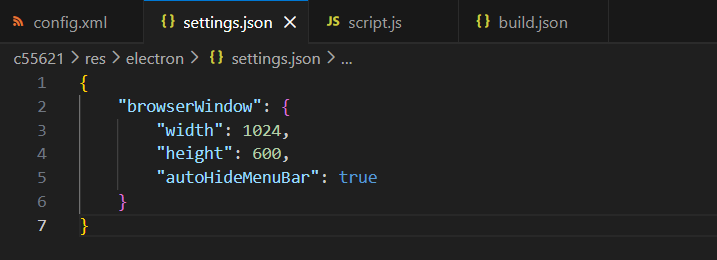 config.xml settings.json script.js build.json
c55621 > res > electron > {} settings.json > ...
1 {
2     "browserWindow": {
3         "width": 1024,
4         "height": 600,
5         "autoHideMenuBar": true
6     }
7 }